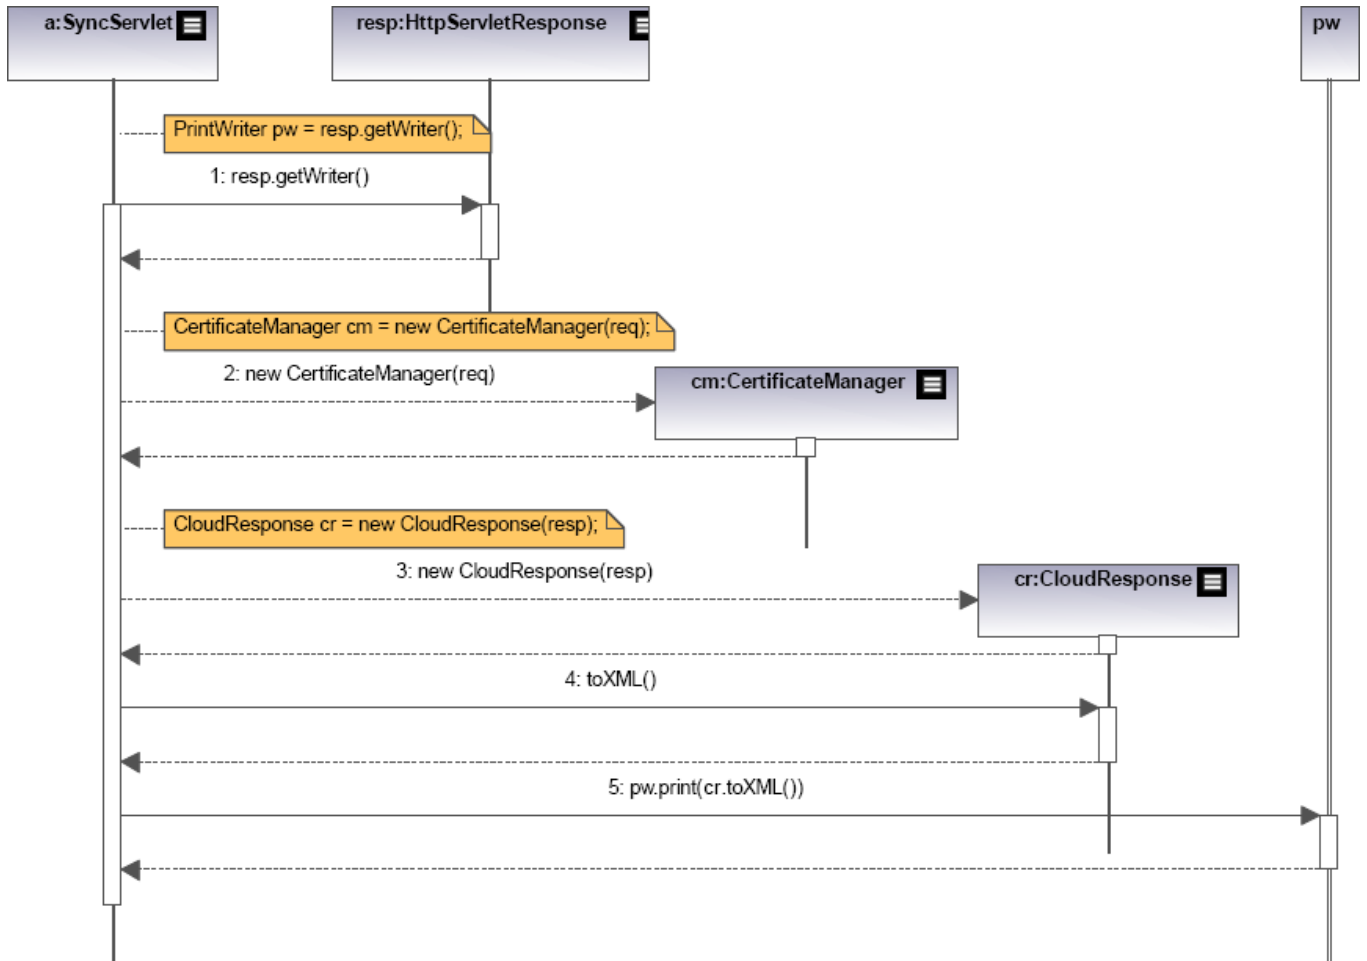 a:SyncServlet
resp:HttpServletResponse
pw
PrintWriter pw = resp.getWriter();
1: resp.getWriter()
CertificateManager cm = new CertificateManager(req);
2: new CertificateManager(req)
cm:CertificateManager
CloudResponse cr = new CloudResponse(resp);
3: new CloudResponse(resp)
cr:CloudResponse
4: toXML()
5: pw.print(cr.toXML())